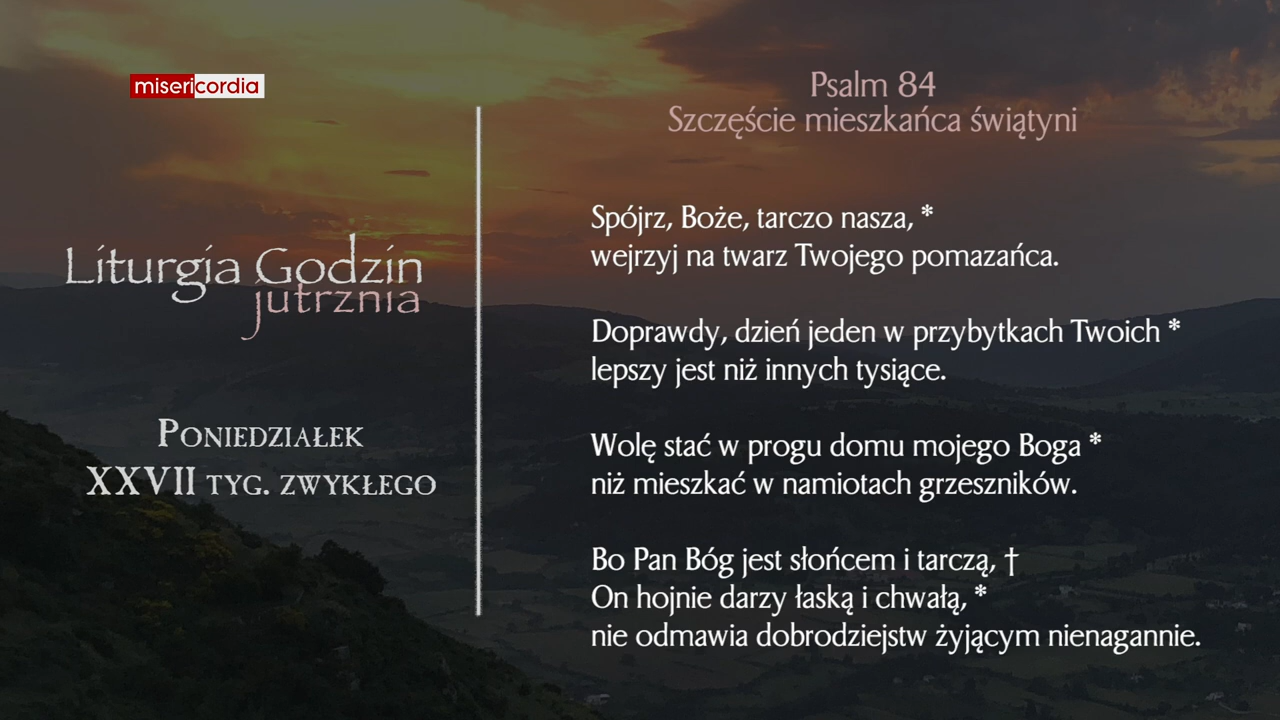 misericordia
Liturgia Godzin
jutrznia
Poniedziałek
XXVII tyg. zwykłego
Psalm 84
Szczęście mieszkańca świątyni
Spójrz, Boże, tarczo nasza, *
wejrzyj na twarz Twojego pomazańca.
Doprawdy, dzień jeden w przybytkach Twoich *
lepszy jest niż innych tysiące.
Wolę stać w progu domu mojego Boga *
niż mieszkać w namiotach grzeszników.
Bo Pan Bóg jest słońcem i tarczą, †
On hojnie darzy łaską i chwałą, *
nie odmawia dobrodziejstw żyjącym nienagannie.